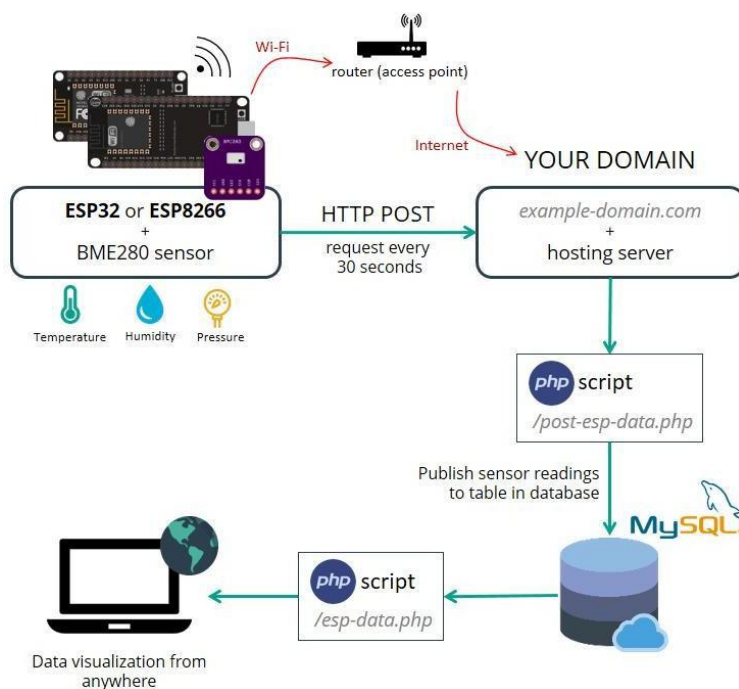 Wi-Fi
router (access point)
Internet
YOUR DOMAIN
ESP32 or ESP8266
+
BME280 sensor
HTTP POST
request every
30 seconds
example-domain.com
+
hosting server
Temperature
Humidity
Pressure
php script
/post-esp-data.php
Publish sensor readings
to table in database
MySQL
php script
/esp-data.php
Data visualization from
anywhere